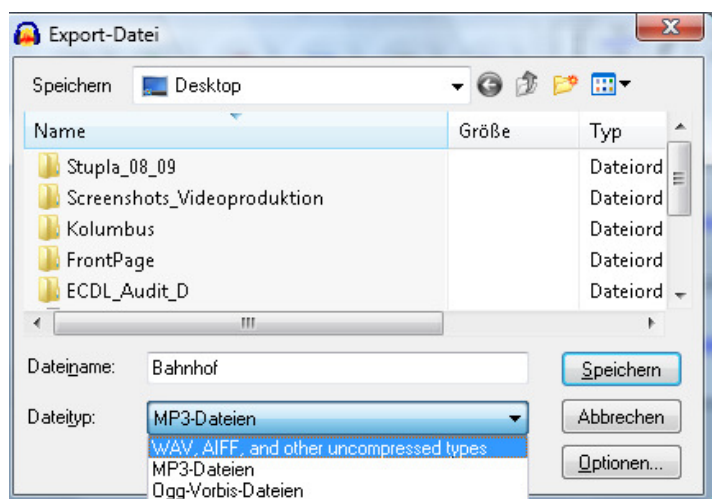 Export-Datei
Speichern Desktop
Name Größe Typ
Stupla_08_09 Dateiord
Screenshots_Videoproduktion Dateiord
Kolumbus Dateiord
FrontPage Dateiord
ECDL_Audit_D Dateiord
Dateiname: Bahnhof Speichern
Dateityp: MP3-Dateien Abbrechen
WAV, AIFF, and other uncompressed types
MP3-Dateien Optionen...
Ogg-Vorbis-Dateien